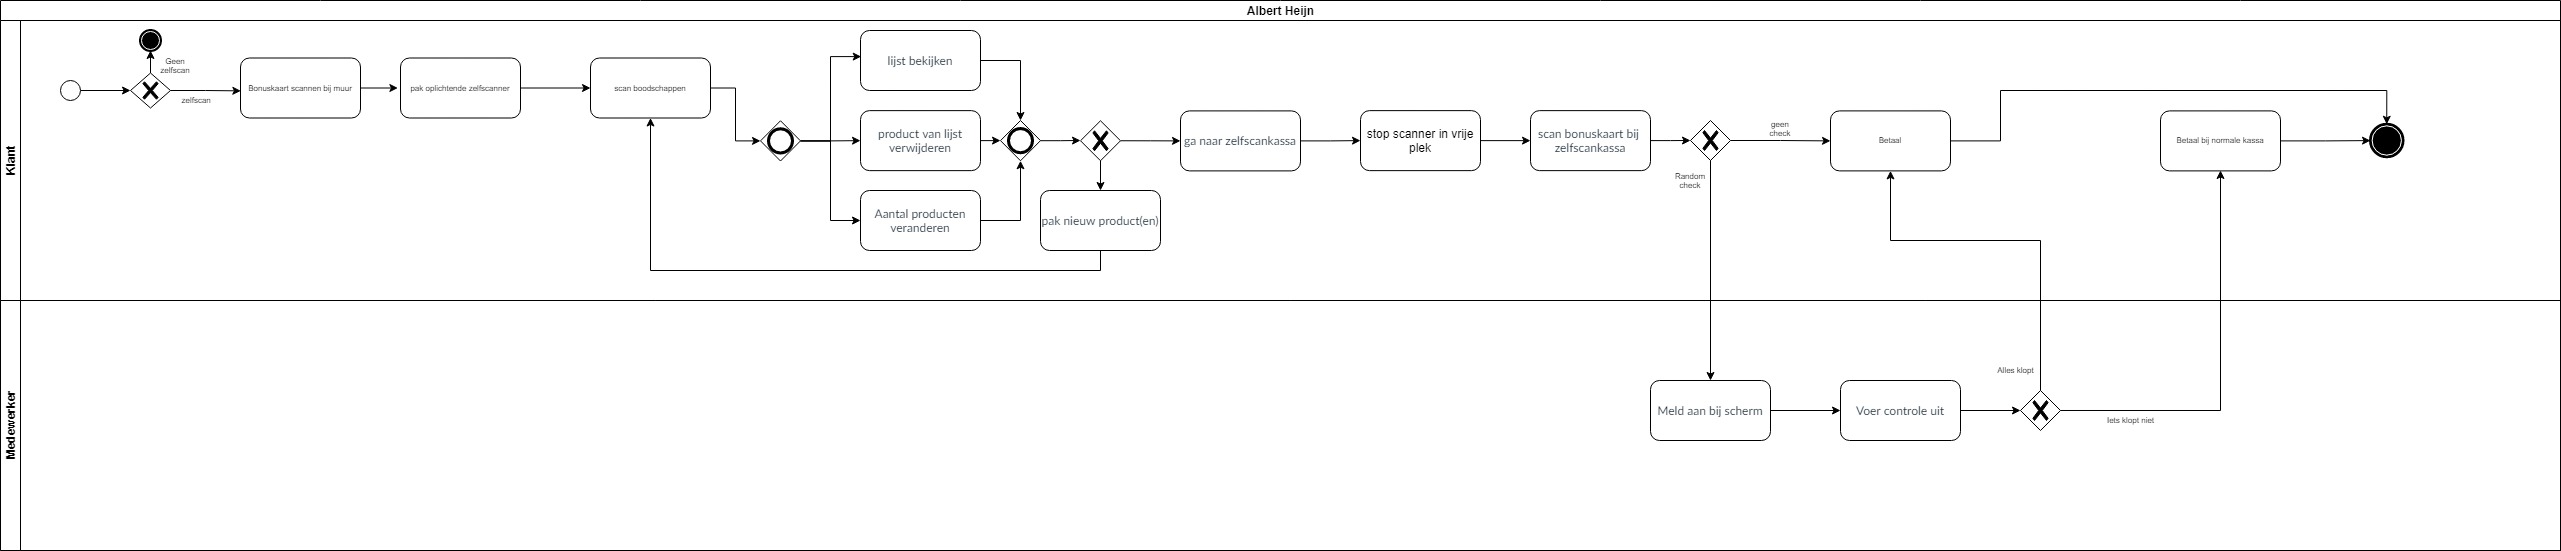 Albert Heijn
Klant
Geen
zelfscan
zelfscan
Bonuskaart scannen bij muur
pak oplichtende zelfscanner
scan boodschappen
lijst bekijken
product van lijst
verwijderen
Aantal producten
veranderen
pak nieuw product(en)
ga naar zelfscankassa
stop scanner in vrije
plek
scan bonuskaart bij
zelfscankassa
geen
check
Random
check
Betaal
Betaal bij normale kassa
Medewerker
Meld aan bij scherm
Voer controle uit
Alles klopt
Iets klopt niet